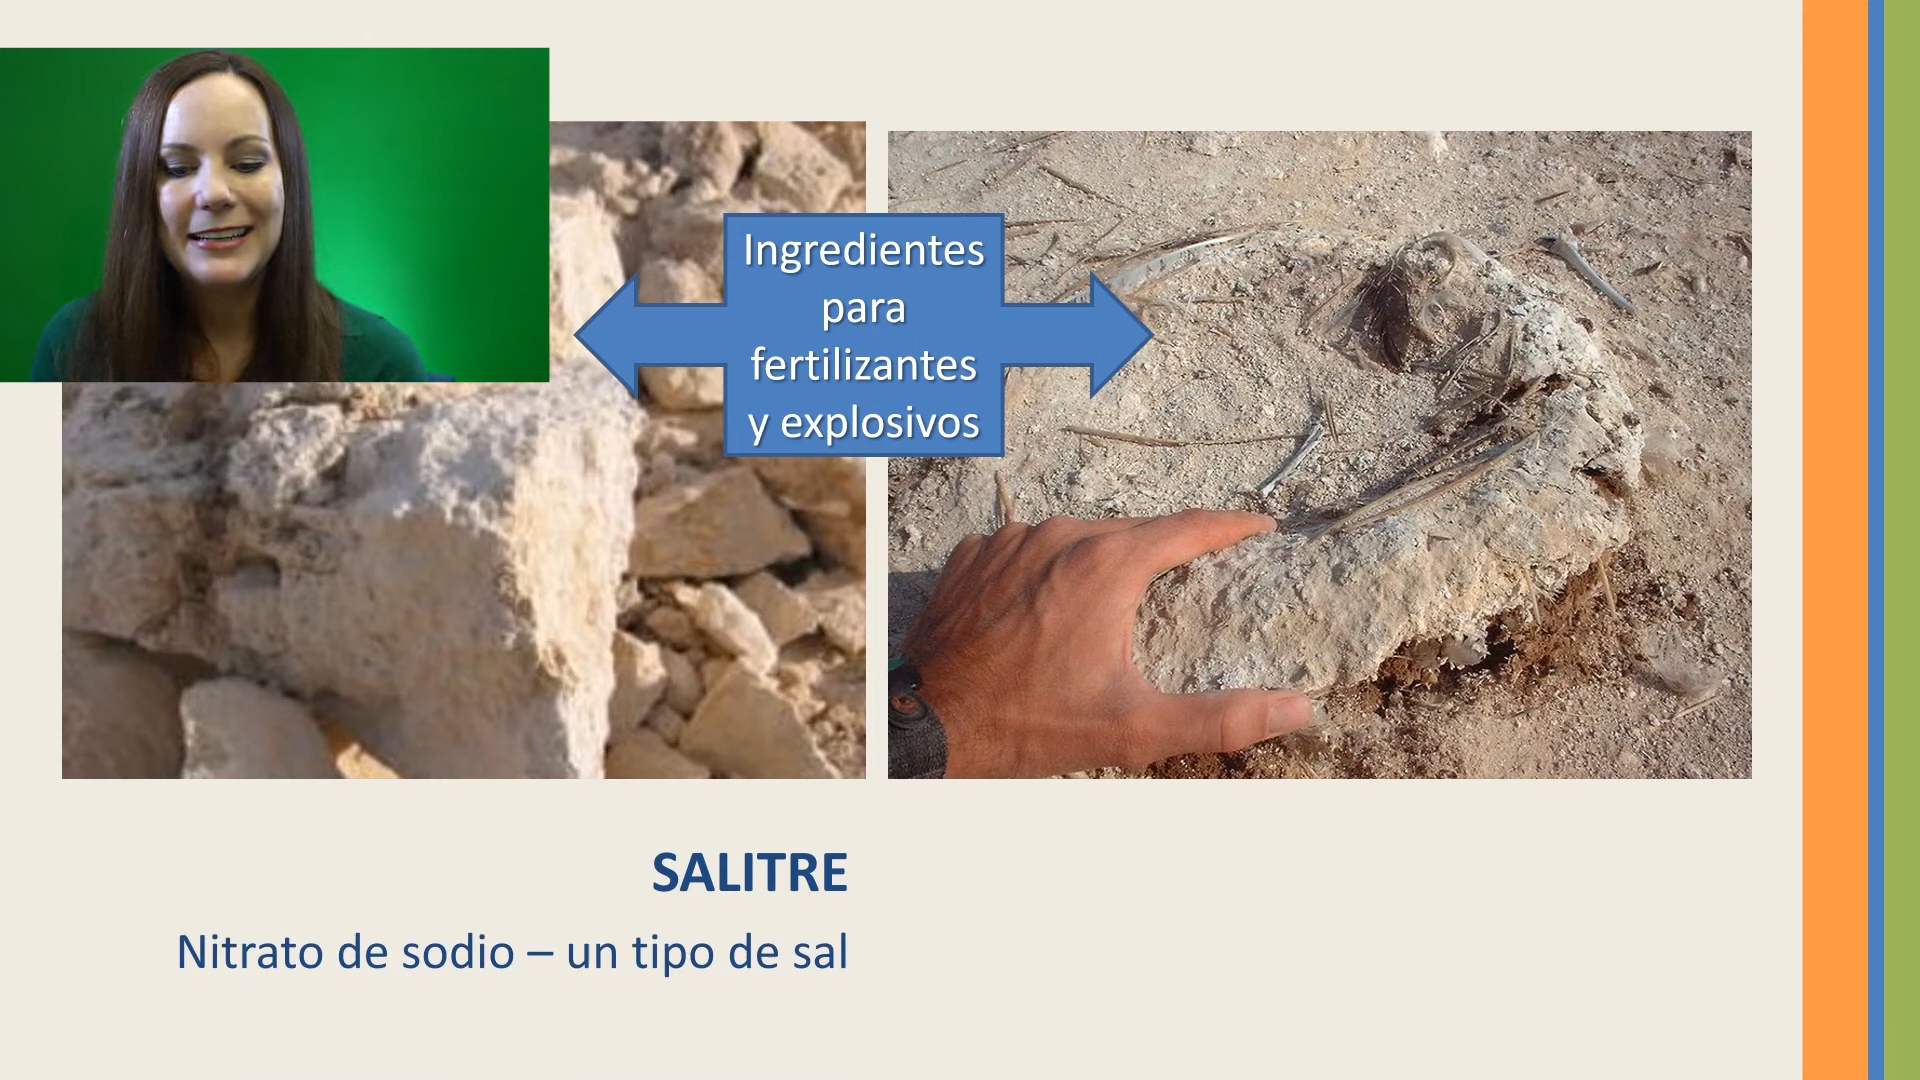 Ingredientes
para
fertilizantes
y explosivos
SALITRE
Nitrato de sodio – un tipo de sal